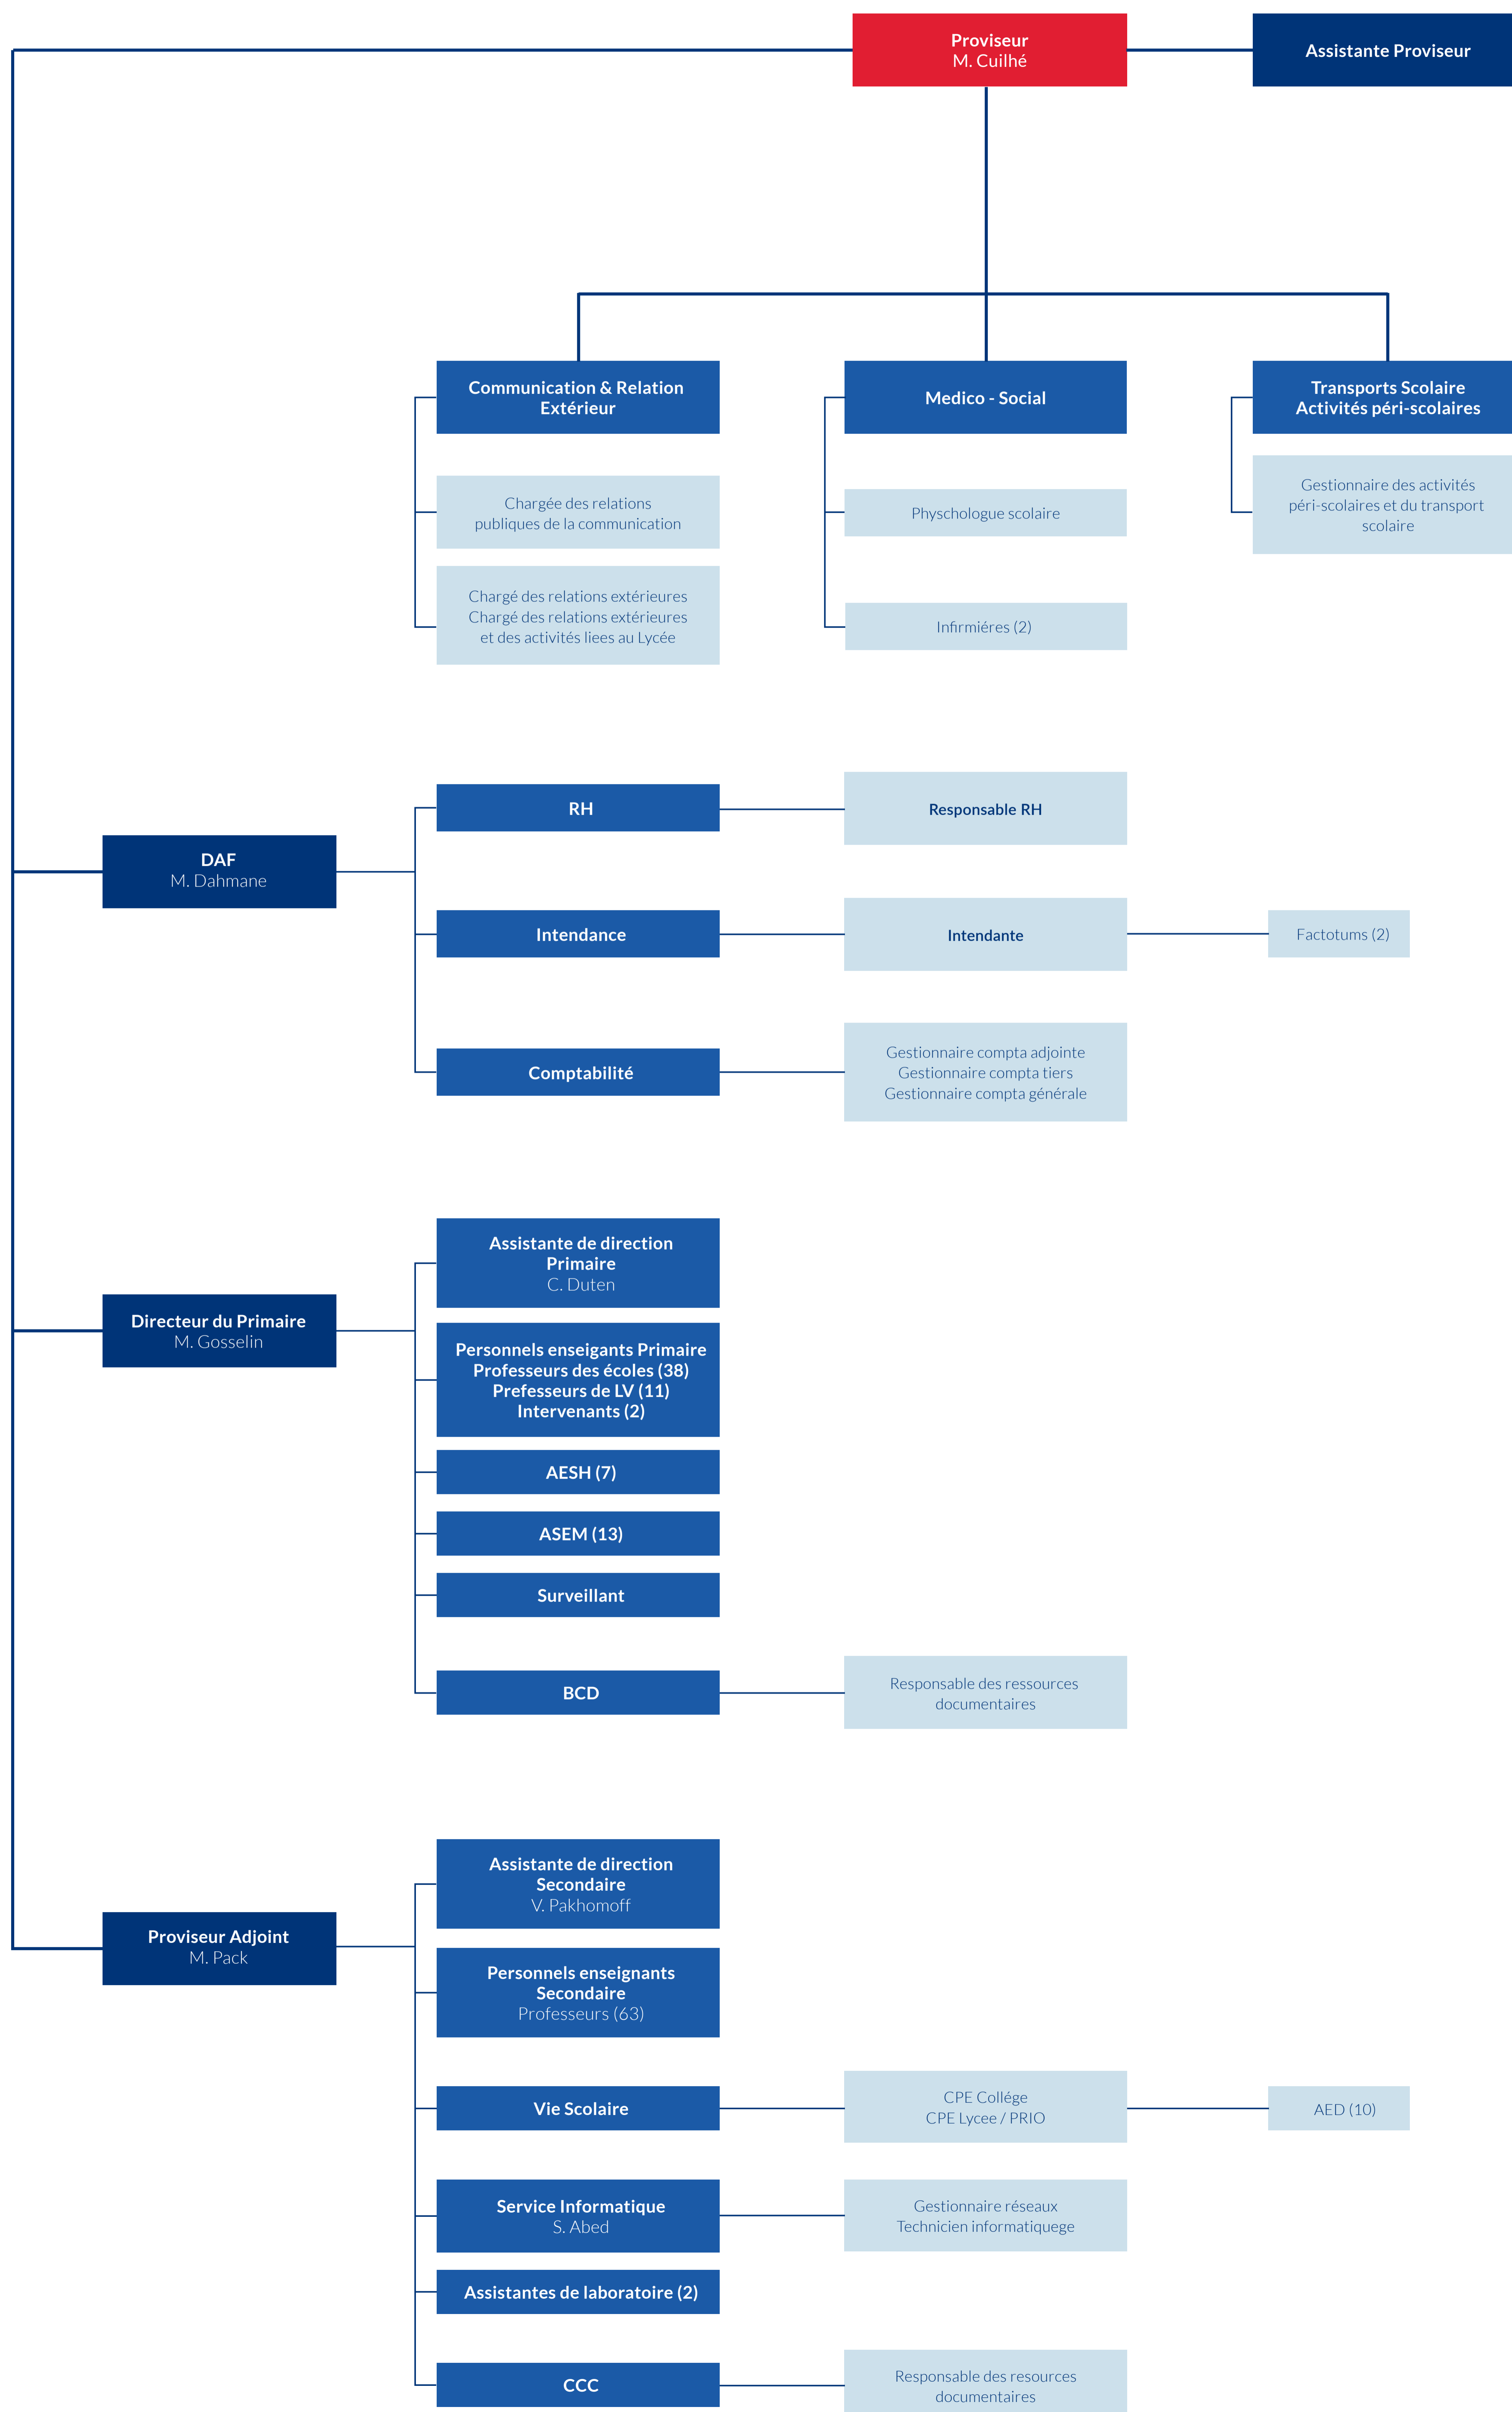 Proviseur
M. Cuilhé
Assistante Proviseur
Communication & Relation
Extérieur
Medico - Social
Transports Scolaire
Activités péri-scolaires
Chargée des relations
publiques de la communication
Physchologue scolaire
Gestionnaire des activités
péri-scolaires et du transport
scolaire
Chargé des relations extérieures
Chargé des relations extérieures
et des activités liees au Lycée
Infirmiéres (2)
DAF
M. Dahmane
RH
Responsable RH
Intendance
Intendante
Factotums (2)
Comptabilité
Gestionnaire compta adjointe
Gestionnaire compta tiers
Gestionnaire compta générale
Directeur du Primaire
M. Gosselin
Assistante de direction
Primaire
C. Duten
Personnels enseigants Primaire
Professeurs des écoles (38)
Prefesseurs de LV (11)
Intervenants (2)
AESH (7)
ASEM (13)
Surveillant
BCD
Responsable des ressources
documentaires
Proviseur Adjoint
M. Pack
Assistante de direction
Secondaire
V. Pakhomoff
Personnels enseignants
Secondaire
Professeurs (63)
Vie Scolaire
CPE Collége
CPE Lycee / PRIO
AED (10)
Service Informatique
S. Abed
Gestionnaire réseaux
Technicien informatiquege
Assistantes de laboratoire (2)
CCC
Responsable des resources
documentaires